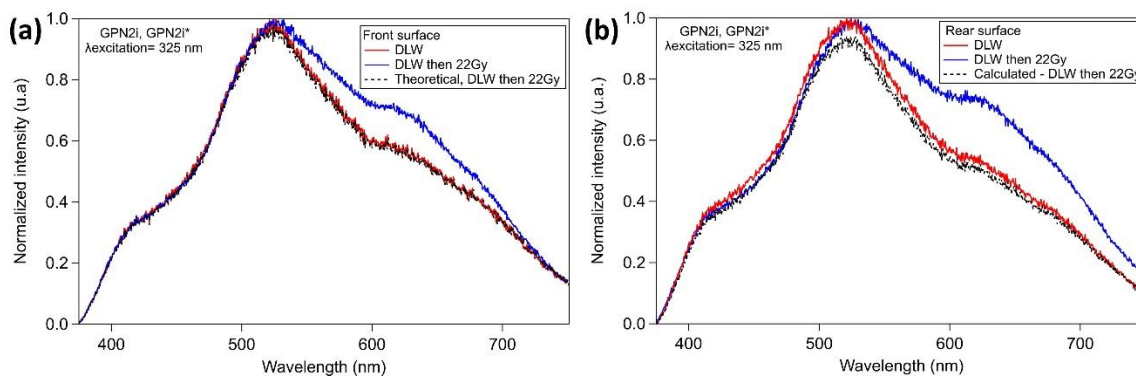 (a)
GPN2i, GPN2i*
λexcitation= 325 nm
Front surface
DLW
DLW then 22Gy
Theoretical, DLW then 22Gy
Normalized intensity (u.a)
1.0
0.8
0.6
0.4
0.2
0.0
400
500
600
700
Wavelength (nm)
(b)
GPN2i, GPN2i*
λexcitation= 325 nm
Rear surface
DLW
DLW then 22Gy
Calculated - DLW then 22Gy
Normalized intensity (u.a.)
1.0
0.8
0.6
0.4
0.2
0.0
400
500
600
700
Wavelength (nm)